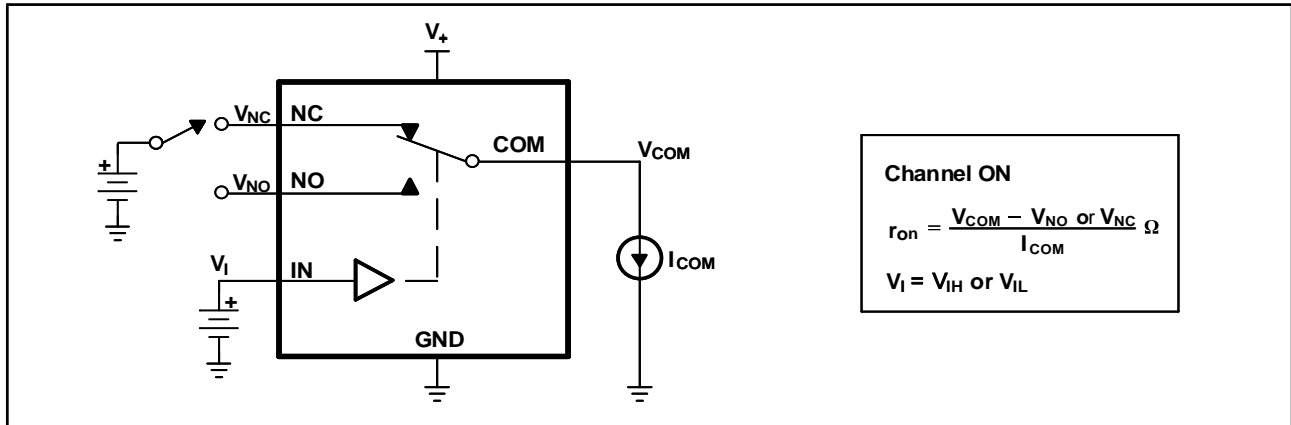 V+
VNC NC
COM
VCOM
+
VNO NO
VI
IN
ICOM
+
GND
Channel ON
ron = VCOM – VNO or VNC / ICOM Ω
VI = VIH or VIL